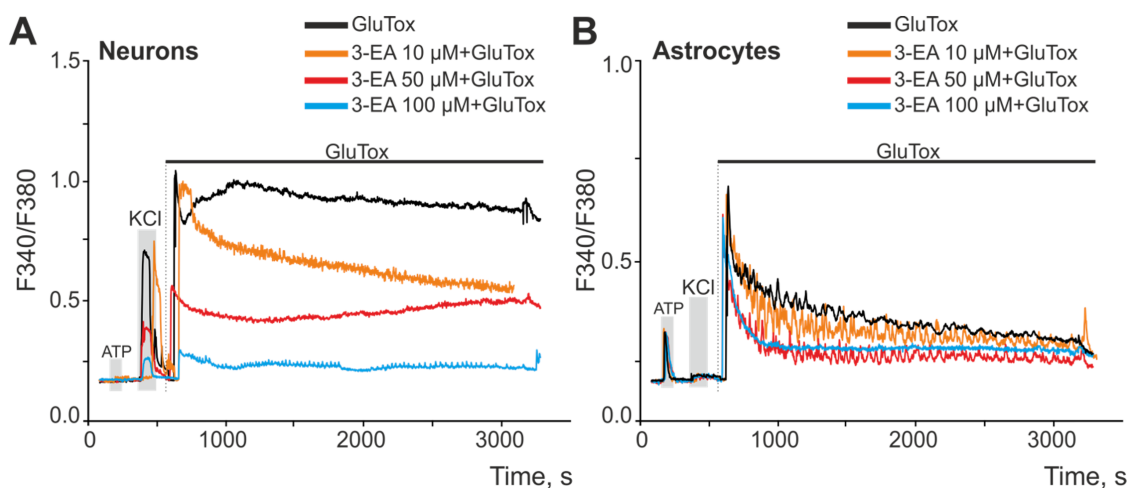 A
Neurons
GluTox
3-EA 10 µM+GluTox
3-EA 50 µM+GluTox
3-EA 100 µM+GluTox
GluTox
KCl
ATP
F340/F380
1.5
1.0
0.5
0.0
0
1000
2000
3000
Time, s
B
Astrocytes
GluTox
3-EA 10 µM+GluTox
3-EA 50 µM+GluTox
3-EA 100 µM+GluTox
GluTox
KCl
ATP
F340/F380
1.0
0.5
0.0
0
1000
2000
3000
Time, s